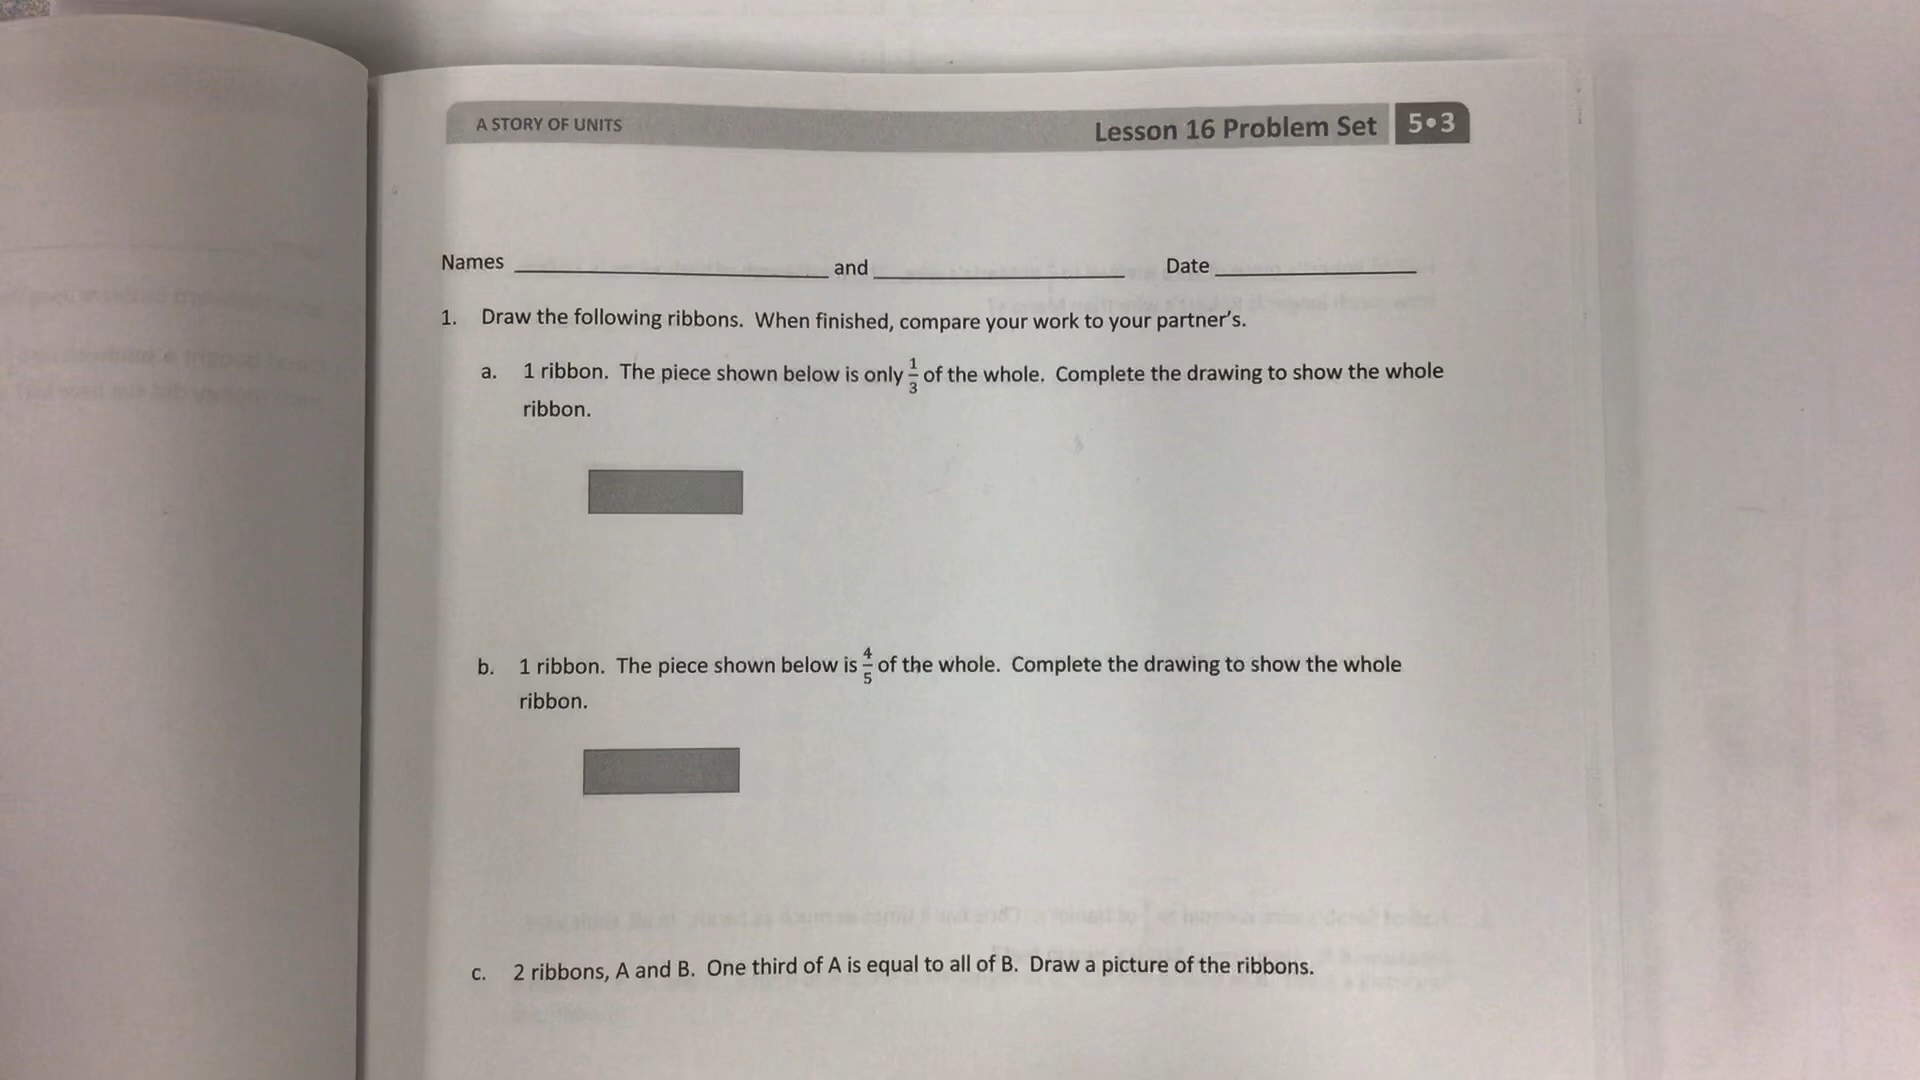 A STORY OF UNITS
Lesson 16 Problem Set 5•3
Names ____________ and ____________ Date ____________
1. Draw the following ribbons. When finished, compare your work to your partner's.
a. 1 ribbon. The piece shown below is only 1/3 of the whole. Complete the drawing to show the whole
ribbon.
b. 1 ribbon. The piece shown below is 4/5 of the whole. Complete the drawing to show the whole
ribbon.
c. 2 ribbons, A and B. One third of A is equal to all of B. Draw a picture of the ribbons.